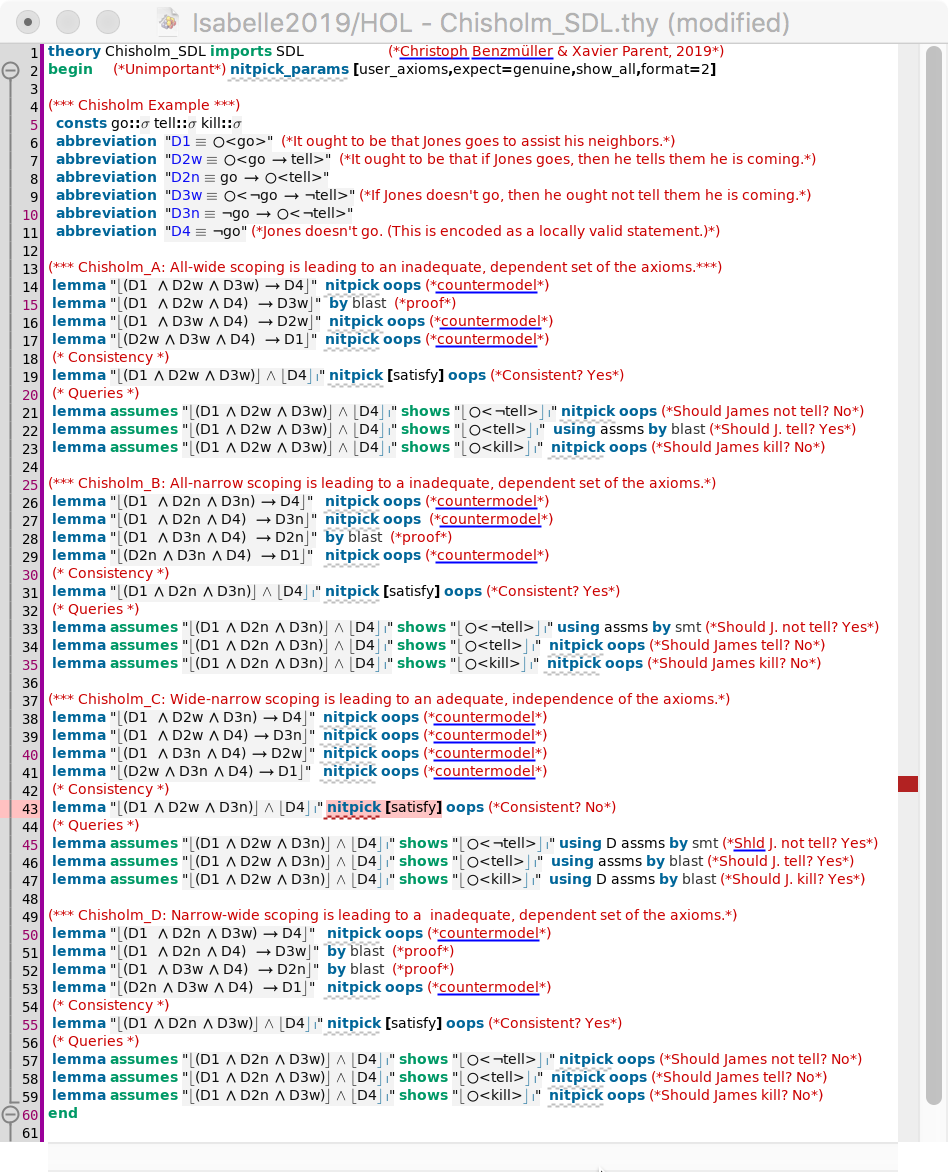 Isabelle2019/HOL - Chisholm_SDL.thy (modified)
1 theory Chisholm_SDL imports SDL (*Christoph Benzmüller & Xavier Parent, 2019*)
2 begin (*Unimportant*) nitpick_params [user_axioms,expect=genuine,show_all,format=2]
3
4 (*** Chisholm Example ***)
5 consts go::σ tell::σ kill::σ
6 abbreviation "D1 ≡ ○<go>" (*It ought to be that Jones goes to assist his neighbors.*)
7 abbreviation "D2w ≡ ○<go → tell>" (*It ought to be that if Jones goes, then he tells them he is coming.*)
8 abbreviation "D2n ≡ go → ○<tell>"
9 abbreviation "D3w ≡ ○<¬go → ¬tell>" (*If Jones doesn't go, then he ought not tell them he is coming.*)
10 abbreviation "D3n ≡ ¬go → ○<¬tell>"
11 abbreviation "D4 ≡ ¬go" (*Jones doesn't go. (This is encoded as a locally valid statement.)*)
12
13 (*** Chisholm_A: All-wide scoping is leading to an inadequate, dependent set of the axioms.***)
14 lemma "⌊(D1 ∧ D2w ∧ D3w) → D4⌋" nitpick oops (*countermodel*)
15 lemma "⌊(D1 ∧ D2w ∧ D4) → D3w⌋" by blast (*proof*)
16 lemma "⌊(D1 ∧ D3w ∧ D4) → D2w⌋" nitpick oops (*countermodel*)
17 lemma "⌊(D2w ∧ D3w ∧ D4) → D1⌋" nitpick oops (*countermodel*)
18 (* Consistency *)
19 lemma "⌊(D1 ∧ D2w ∧ D3w)⌋ ∧ ⌊D4⌋ₗ" nitpick [satisfy] oops (*Consistent? Yes*)
20 (* Queries *)
21 lemma assumes "⌊(D1 ∧ D2w ∧ D3w)⌋ ∧ ⌊D4⌋ₗ" shows "⌊○<¬tell>⌋ₗ" nitpick oops (*Should James not tell? No*)
22 lemma assumes "⌊(D1 ∧ D2w ∧ D3w)⌋ ∧ ⌊D4⌋ₗ" shows "⌊○<tell>⌋ₗ" using assms by blast (*Should J. tell? Yes*)
23 lemma assumes "⌊(D1 ∧ D2w ∧ D3w)⌋ ∧ ⌊D4⌋ₗ" shows "⌊○<kill>⌋ₗ" nitpick oops (*Should James kill? No*)
24
25 (*** Chisholm_B: All-narrow scoping is leading to a inadequate, dependent set of the axioms.*)
26 lemma "⌊(D1 ∧ D2n ∧ D3n) → D4⌋" nitpick oops (*countermodel*)
27 lemma "⌊(D1 ∧ D2n ∧ D4) → D3n⌋" nitpick oops (*countermodel*)
28 lemma "⌊(D1 ∧ D3n ∧ D4) → D2n⌋" by blast (*proof*)
29 lemma "⌊(D2n ∧ D3n ∧ D4) → D1⌋" nitpick oops (*countermodel*)
30 (* Consistency *)
31 lemma "⌊(D1 ∧ D2n ∧ D3n)⌋ ∧ ⌊D4⌋ₗ" nitpick [satisfy] oops (*Consistent? Yes*)
32 (* Queries *)
33 lemma assumes "⌊(D1 ∧ D2n ∧ D3n)⌋ ∧ ⌊D4⌋ₗ" shows "⌊○<¬tell>⌋ₗ" using assms by smt (*Should J. not tell? Yes*)
34 lemma assumes "⌊(D1 ∧ D2n ∧ D3n)⌋ ∧ ⌊D4⌋ₗ" shows "⌊○<tell>⌋ₗ" nitpick oops (*Should James tell? No*)
35 lemma assumes "⌊(D1 ∧ D2n ∧ D3n)⌋ ∧ ⌊D4⌋ₗ" shows "⌊○<kill>⌋ₗ" nitpick oops (*Should James kill? No*)
36
37 (*** Chisholm_C: Wide-narrow scoping is leading to an adequate, independence of the axioms.*)
38 lemma "⌊(D1 ∧ D2w ∧ D3n) → D4⌋" nitpick oops (*countermodel*)
39 lemma "⌊(D1 ∧ D2w ∧ D4) → D3n⌋" nitpick oops (*countermodel*)
40 lemma "⌊(D1 ∧ D3n ∧ D4) → D2w⌋" nitpick oops (*countermodel*)
41 lemma "⌊(D2w ∧ D3n ∧ D4) → D1⌋" nitpick oops (*countermodel*)
42 (* Consistency *)
43 lemma "⌊(D1 ∧ D2w ∧ D3n)⌋ ∧ ⌊D4⌋ₗ" nitpick [satisfy] oops (*Consistent? No*)
44 (* Queries *)
45 lemma assumes "⌊(D1 ∧ D2w ∧ D3n)⌋ ∧ ⌊D4⌋ₗ" shows "⌊○<¬tell>⌋ₗ" using D assms by smt (*Shld J. not tell? Yes*)
46 lemma assumes "⌊(D1 ∧ D2w ∧ D3n)⌋ ∧ ⌊D4⌋ₗ" shows "⌊○<tell>⌋ₗ" using assms by blast (*Should J. tell? Yes*)
47 lemma assumes "⌊(D1 ∧ D2w ∧ D3n)⌋ ∧ ⌊D4⌋ₗ" shows "⌊○<kill>⌋ₗ" using D assms by blast (*Should J. kill? Yes*)
48
49 (*** Chisholm_D: Narrow-wide scoping is leading to a inadequate, dependent set of the axioms.*)
50 lemma "⌊(D1 ∧ D2n ∧ D3w) → D4⌋" nitpick oops (*countermodel*)
51 lemma "⌊(D1 ∧ D2n ∧ D4) → D3w⌋" by blast (*proof*)
52 lemma "⌊(D1 ∧ D3w ∧ D4) → D2n⌋" by blast (*proof*)
53 lemma "⌊(D2n ∧ D3w ∧ D4) → D1⌋" nitpick oops (*countermodel*)
54 (* Consistency *)
55 lemma "⌊(D1 ∧ D2n ∧ D3w)⌋ ∧ ⌊D4⌋ₗ" nitpick [satisfy] oops (*Consistent? Yes*)
56 (* Queries *)
57 lemma assumes "⌊(D1 ∧ D2n ∧ D3w)⌋ ∧ ⌊D4⌋ₗ" shows "⌊○<¬tell>⌋ₗ" nitpick oops (*Should James not tell? No*)
58 lemma assumes "⌊(D1 ∧ D2n ∧ D3w)⌋ ∧ ⌊D4⌋ₗ" shows "⌊○<tell>⌋ₗ" nitpick oops (*Should James tell? No*)
59 lemma assumes "⌊(D1 ∧ D2n ∧ D3w)⌋ ∧ ⌊D4⌋ₗ" shows "⌊○<kill>⌋ₗ" nitpick oops (*Should James kill? No*)
60 end
61